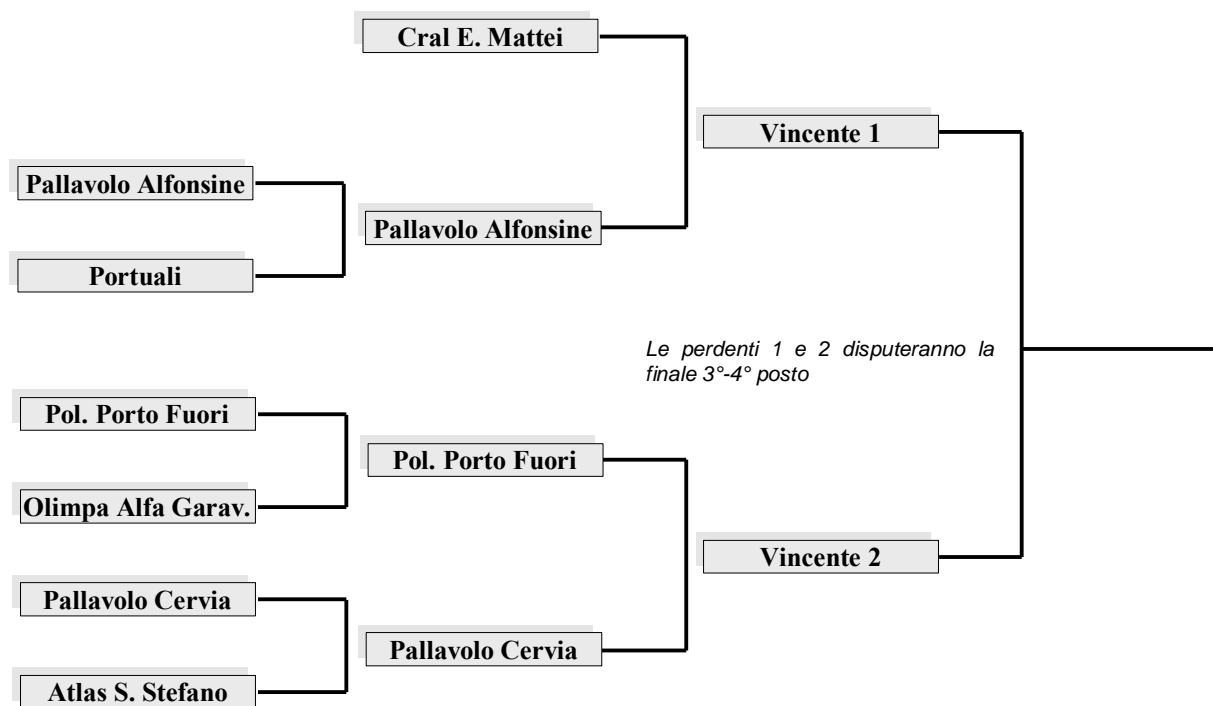 Cral E. Mattei
Vincente 1
Pallavolo Alfonsine
Pallavolo Alfonsine
Portuali
Le perdenti 1 e 2 disputeranno la
finale 3°-4° posto
Pol. Porto Fuori
Pol. Porto Fuori
Olimpa Alfa Garav.
Vincente 2
Pallavolo Cervia
Pallavolo Cervia
Atlas S. Stefano